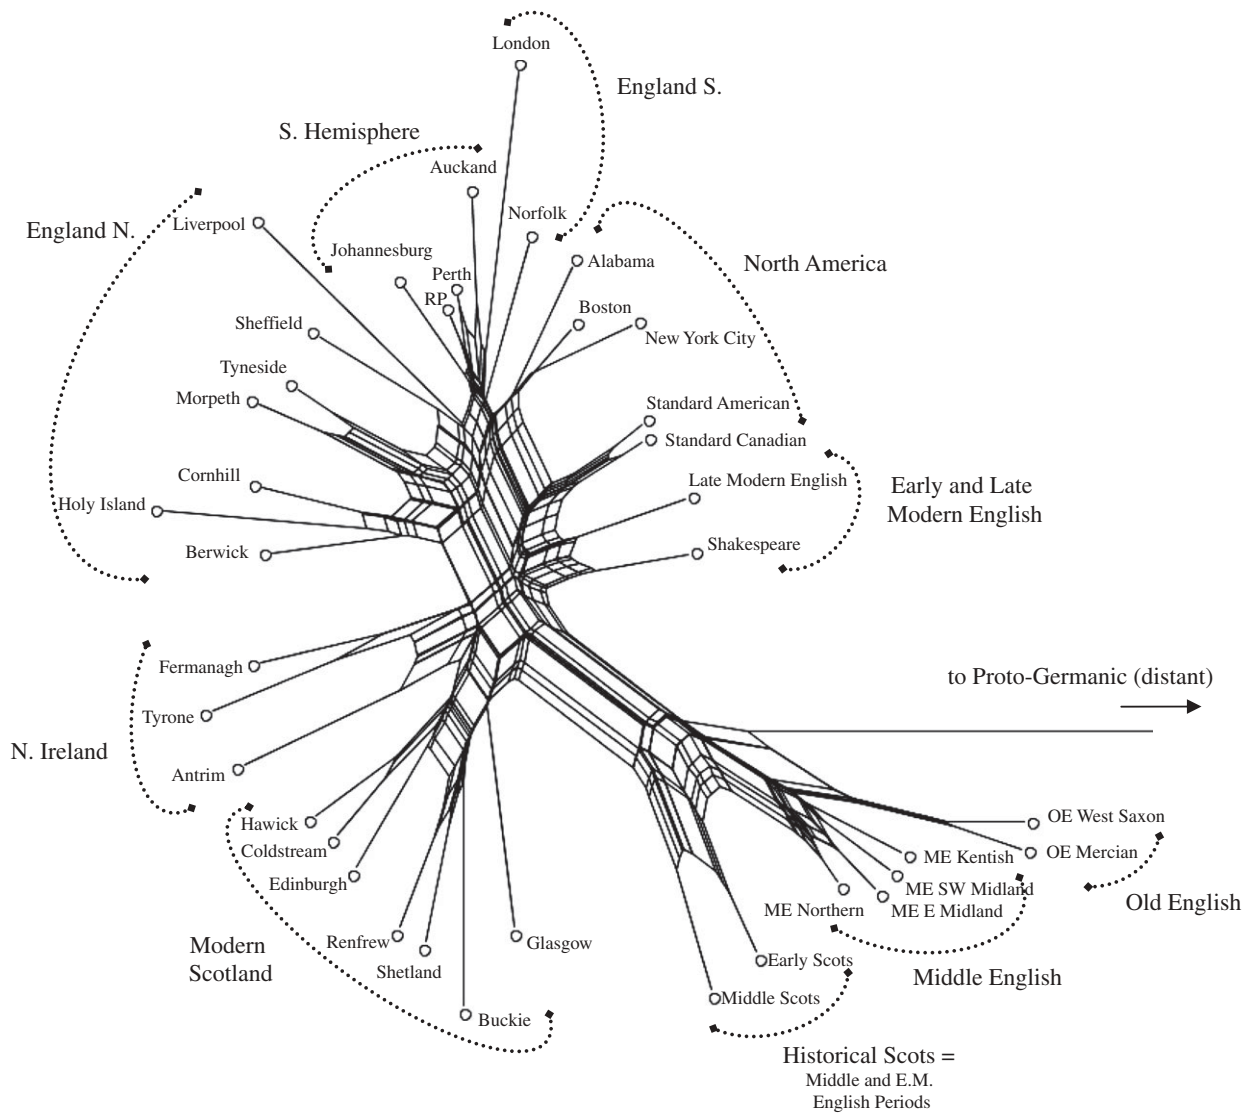 London
England S.
S. Hemisphere
Auckand
England N.
Liverpool
Norfolk
Johannesburg
Alabama
North America
Perth
RP
Boston
Sheffield
New York City
Tyneside
Morpeth
Standard American
Standard Canadian
Cornhill
Late Modern English
Early and Late
Modern English
Holy Island
Berwick
Shakespeare
Fermanagh
to Proto-Germanic (distant)
Tyrone
N. Ireland
Antrim
Hawick
OE West Saxon
Coldstream
OE Mercian
ME Kentish
Edinburgh
ME SW Midland
ME Northern
ME E Midland
Old English
Modern
Scotland
Renfrew
Glasgow
Shetland
Early Scots
Middle English
Middle Scots
Buckie
Historical Scots =
Middle and E.M.
English Periods